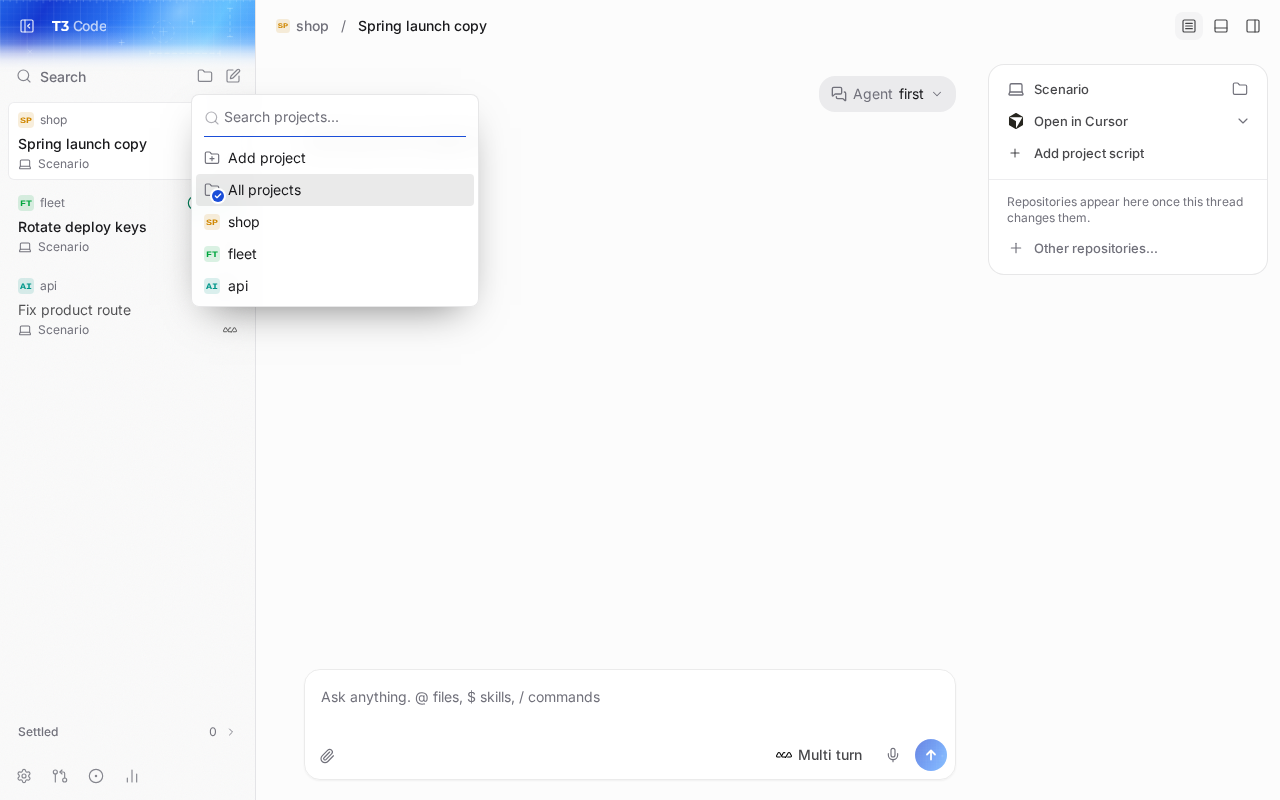 T3 Code
SP shop / Spring launch copy
Search
SP shop
Spring launch copy
Scenario
FT fleet
Rotate deploy keys
Scenario
AI api
Fix product route
Scenario
Search projects...
Add project
All projects
SP shop
FT fleet
AI api
Agent first
Scenario
Open in Cursor
Add project script
Repositories appear here once this thread
changes them.
Other repositories...
Ask anything. @ files, $ skills, / commands
Multi turn
Settled 0